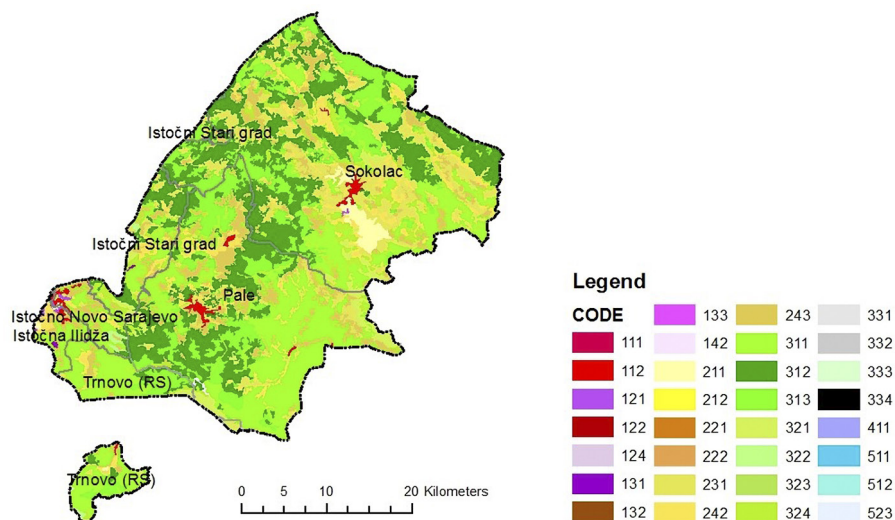 Istočni Stari grad
Sokolac
Istočni Stari grad
Pale
Istočno Novo Sarajevo
Istočna Ilidža
Trnovo (RS)
Trnovo (RS)
0 5 10 20 Kilometers
Legend
CODE
111
112
121
122
124
131
132
133
142
211
212
221
222
231
242
243
311
312
313
321
322
323
324
331
332
333
334
411
511
512
523